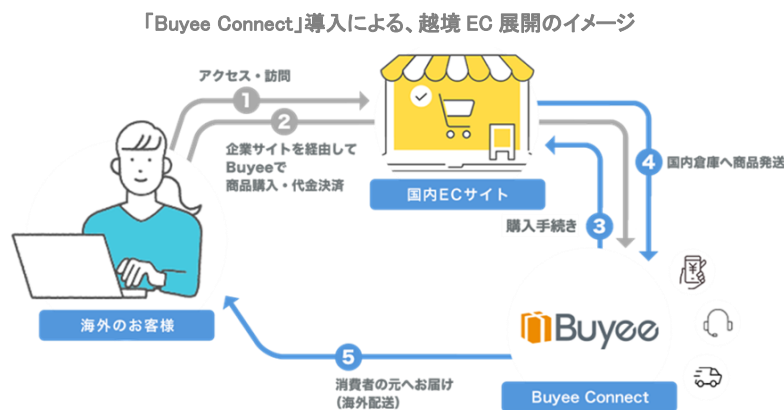 「Buyee Connect」導入による、越境 EC 展開のイメージ
アクセス・訪問
1
2
企業サイトを経由して
Buyeeで
商品購入・代金決済
国内ECサイト
4
国内倉庫へ商品発送
購入手続き
3
海外のお客様
Buyee
5
消費者の元へお届け
(海外配送)
Buyee Connect
¥